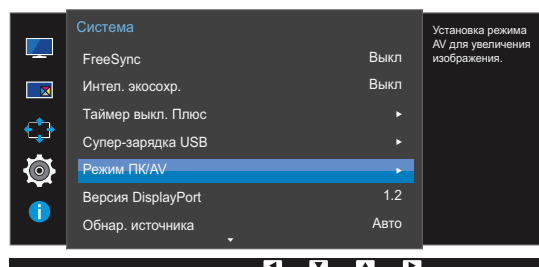 Система
FreeSync Выкл
Интел. экосохр. Выкл
Таймер выкл. Плюс
Супер-зарядка USB
Режим ПК/AV
Версия DisplayPort 1.2
Обнар. источника Авто
Установка режима
AV для увеличения
изображения.